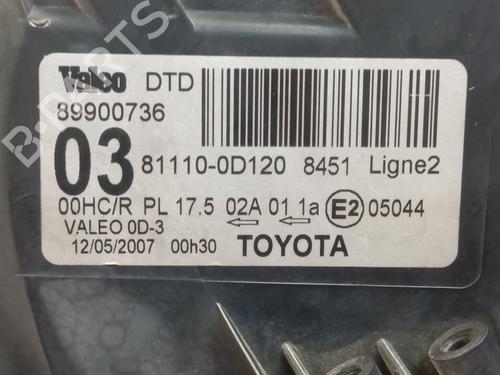 Valeo DTD
89900736
03 81110-0D120 8451 Ligne2
00HC/R PL 17.5 02A 01 1a E2 05044
VALEO 0D-3
12/05/2007 00h30 TOYOTA
B-PARTS